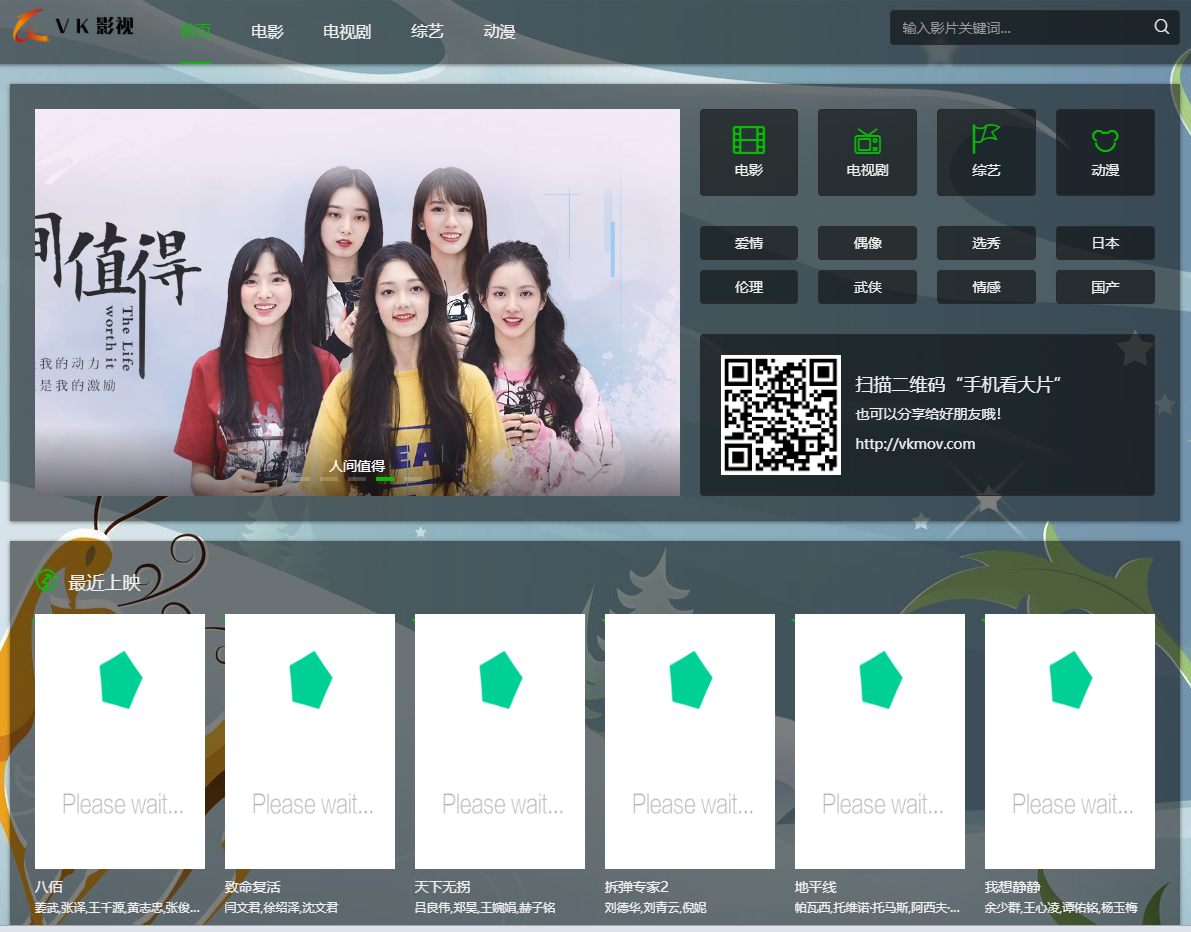 VK影视
首页 电影 电视剧 综艺 动漫
输入影片关键词...
电影 电视剧 综艺 动漫
爱情 偶像 选秀 日本
伦理 武侠 情感 国产
间值得
The Life
worth it
我的动力
是我的激励
EA
人间值得
扫描二维码“手机看大片”
也可以分享给好朋友哦!
http://vkmov.com
最近上映
Please wait... Please wait... Please wait... Please wait... Please wait... Please wait...
八佰 致命复活 天下无拐 拆弹专家2 地平线 我想静静
姜武,张译,王千源,黄志忠,张俊... 闫文君,徐绍泽,沈文君 吕良伟,郑昊,王婉娟,赫子铭 刘德华,刘青云,倪妮 帕瓦西,托维诺·托马斯,阿西夫·... 余少群,王心凌,谭佑铭,杨玉梅